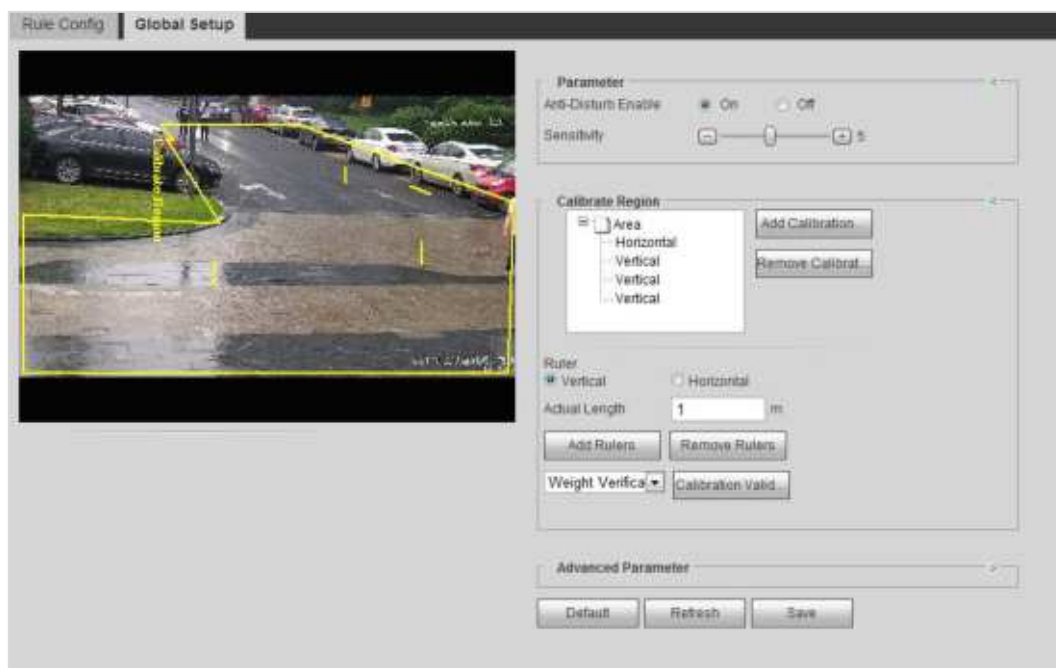 Rule Config Global Setup
Calibrate Region
Parameter
Anti-Disturb Enable On Off
Sensitivity 5
Calibrate Region
Area
Horizontal
Vertical
Vertical
Vertical
Add Calibration
Remove Calibrat...
Ruler
Vertical Horizontal
Actual Length 1 m
Add Rulers Remove Rulers
Weight Verifica Calibration Valid...
Advanced Parameter
Default Refresh Save